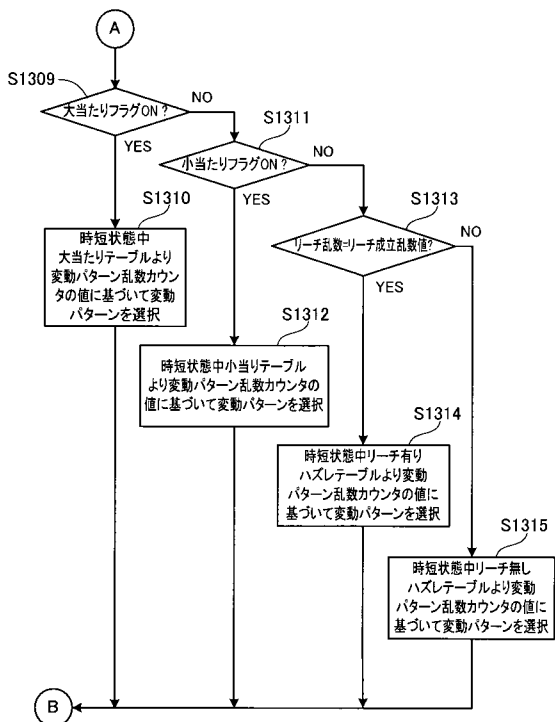 A
S1309
大当たりフラグON?
NO
YES
S1311
小当たりフラグON?
NO
YES
S1310
時短状態中
大当たりテーブルより
変動パターン乱数カウン
タの値に基づいて変動
パターンを選択
S1313
リーチ乱数=リーチ成立乱数値?
NO
YES
S1312
時短状態中小当りテーブル
より変動パターン乱数カウンタの
値に基づいて変動パターンを選択
S1314
時短状態中リーチ有り
ハズレテーブルより変動
パターン乱数カウンタの値に
基づいて変動パターンを選択
S1315
時短状態中リーチ無し
ハズレテーブルより変動
パターン乱数カウンタの値に
基づいて変動パターンを選択
B